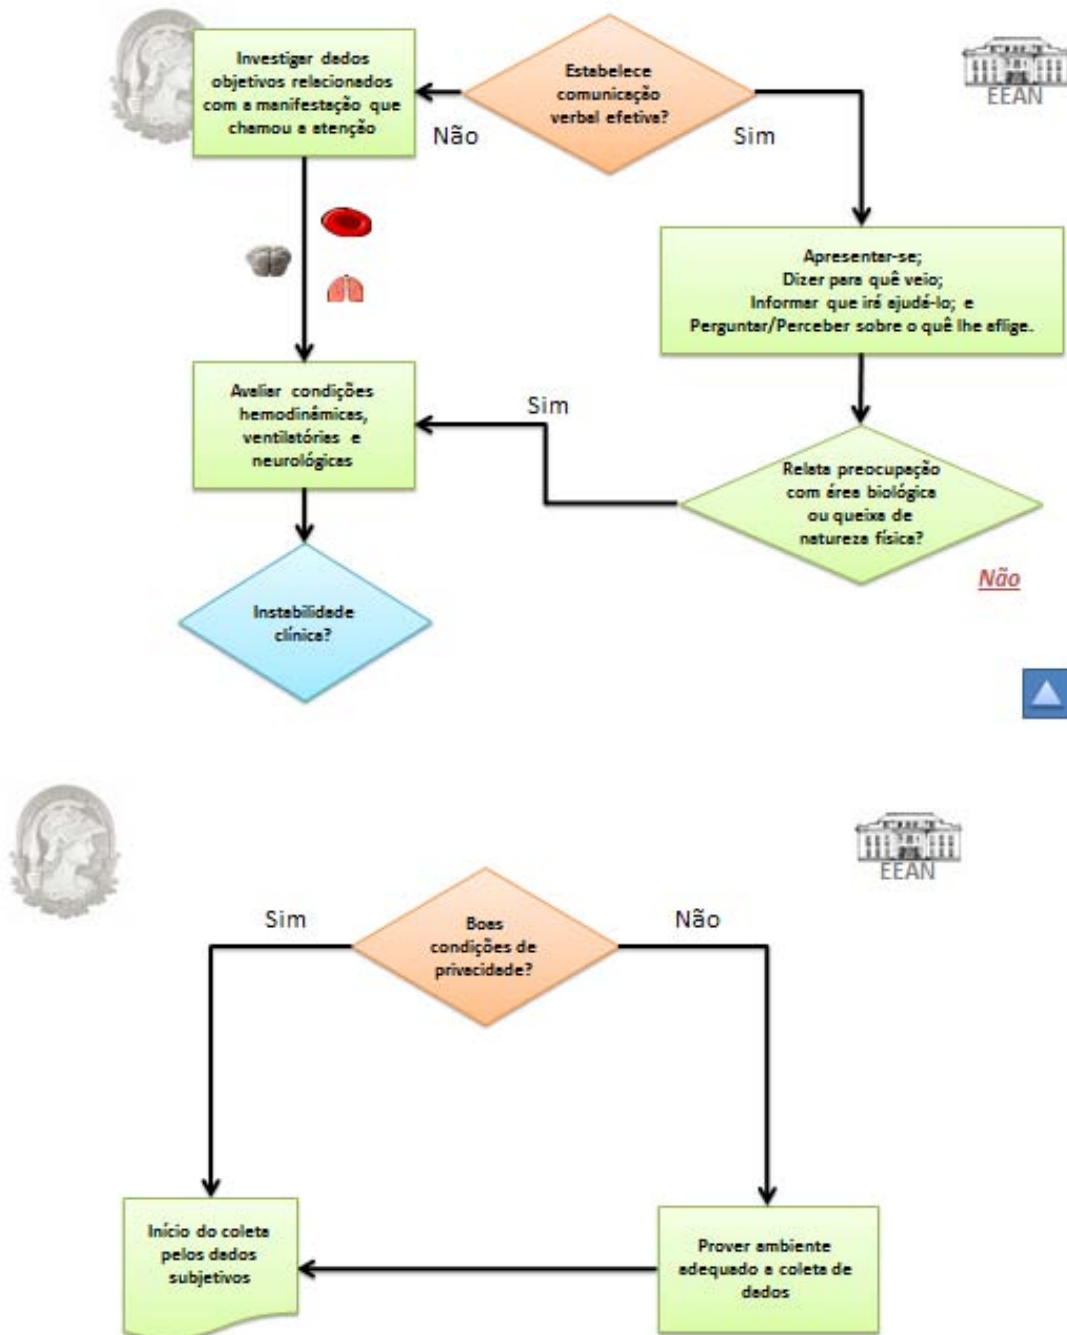 Investigar dados
objetivos relacionados
com a manifestação que
chamou a atenção
Estabelece
comunicação
verbal efetiva?
EEAN
Não
Sim
Apresentar-se;
Dizer para quê veio;
Informar que irá ajudá-lo; e
Perguntar/Perceber sobre o quê lhe aflige.
Avaliar condições
hemodinâmicas,
ventilatórias e
neurológicas
Sim
Relata preocupação
com área biológica
ou queixa de
natureza física?
Não
Instabilidade
clínica?
EEAN
Sim
Boas
condições de
privacidade?
Não
Início do coleta
pelos dados
subjetivos
Prover ambiente
adequado a coleta de
dados